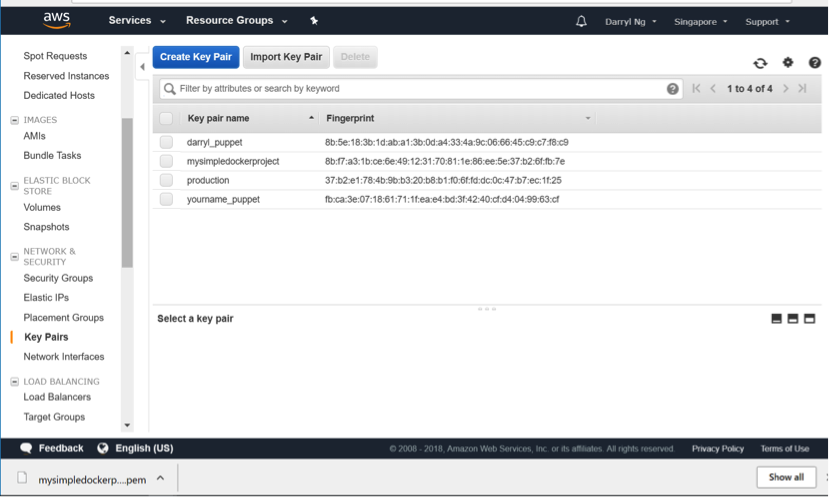 aws Services Resource Groups Darryl Ng Singapore Support
Spot Requests
Reserved Instances
Dedicated Hosts
IMAGES
AMIs
Bundle Tasks
ELASTIC BLOCK
STORE
Volumes
Snapshots
NETWORK &
SECURITY
Security Groups
Elastic IPs
Placement Groups
Key Pairs
Network Interfaces
LOAD BALANCING
Load Balancers
Target Groups
Create Key Pair Import Key Pair Delete
Filter by attributes or search by keyword 1 to 4 of 4
Key pair name Fingerprint
darryl_puppet 8b:5e:18:3b:1d:ab:a1:3b:0d:a4:33:4a:9c:06:66:45:c9:c7:f8:c9
mysimpledockerproject 8b:f7:a3:1b:ce:6e:49:12:31:70:81:1e:86:ee:5e:37:b2:6f:fb:7e
production 37:b2:e1:78:4b:9b:b3:20:b8:b1:f0:6f:fd:dc:0c:47:b7:ec:1f:25
yourname_puppet fb:ca:3e:07:18:61:71:1f:ea:e4:bd:3f:42:40:cf:d4:04:99:63:cf
Select a key pair
Feedback English (US) © 2008 - 2018, Amazon Web Services, Inc. or its affiliates. All rights reserved. Privacy Policy Terms of Use
mysimpledockerp....pem Show all